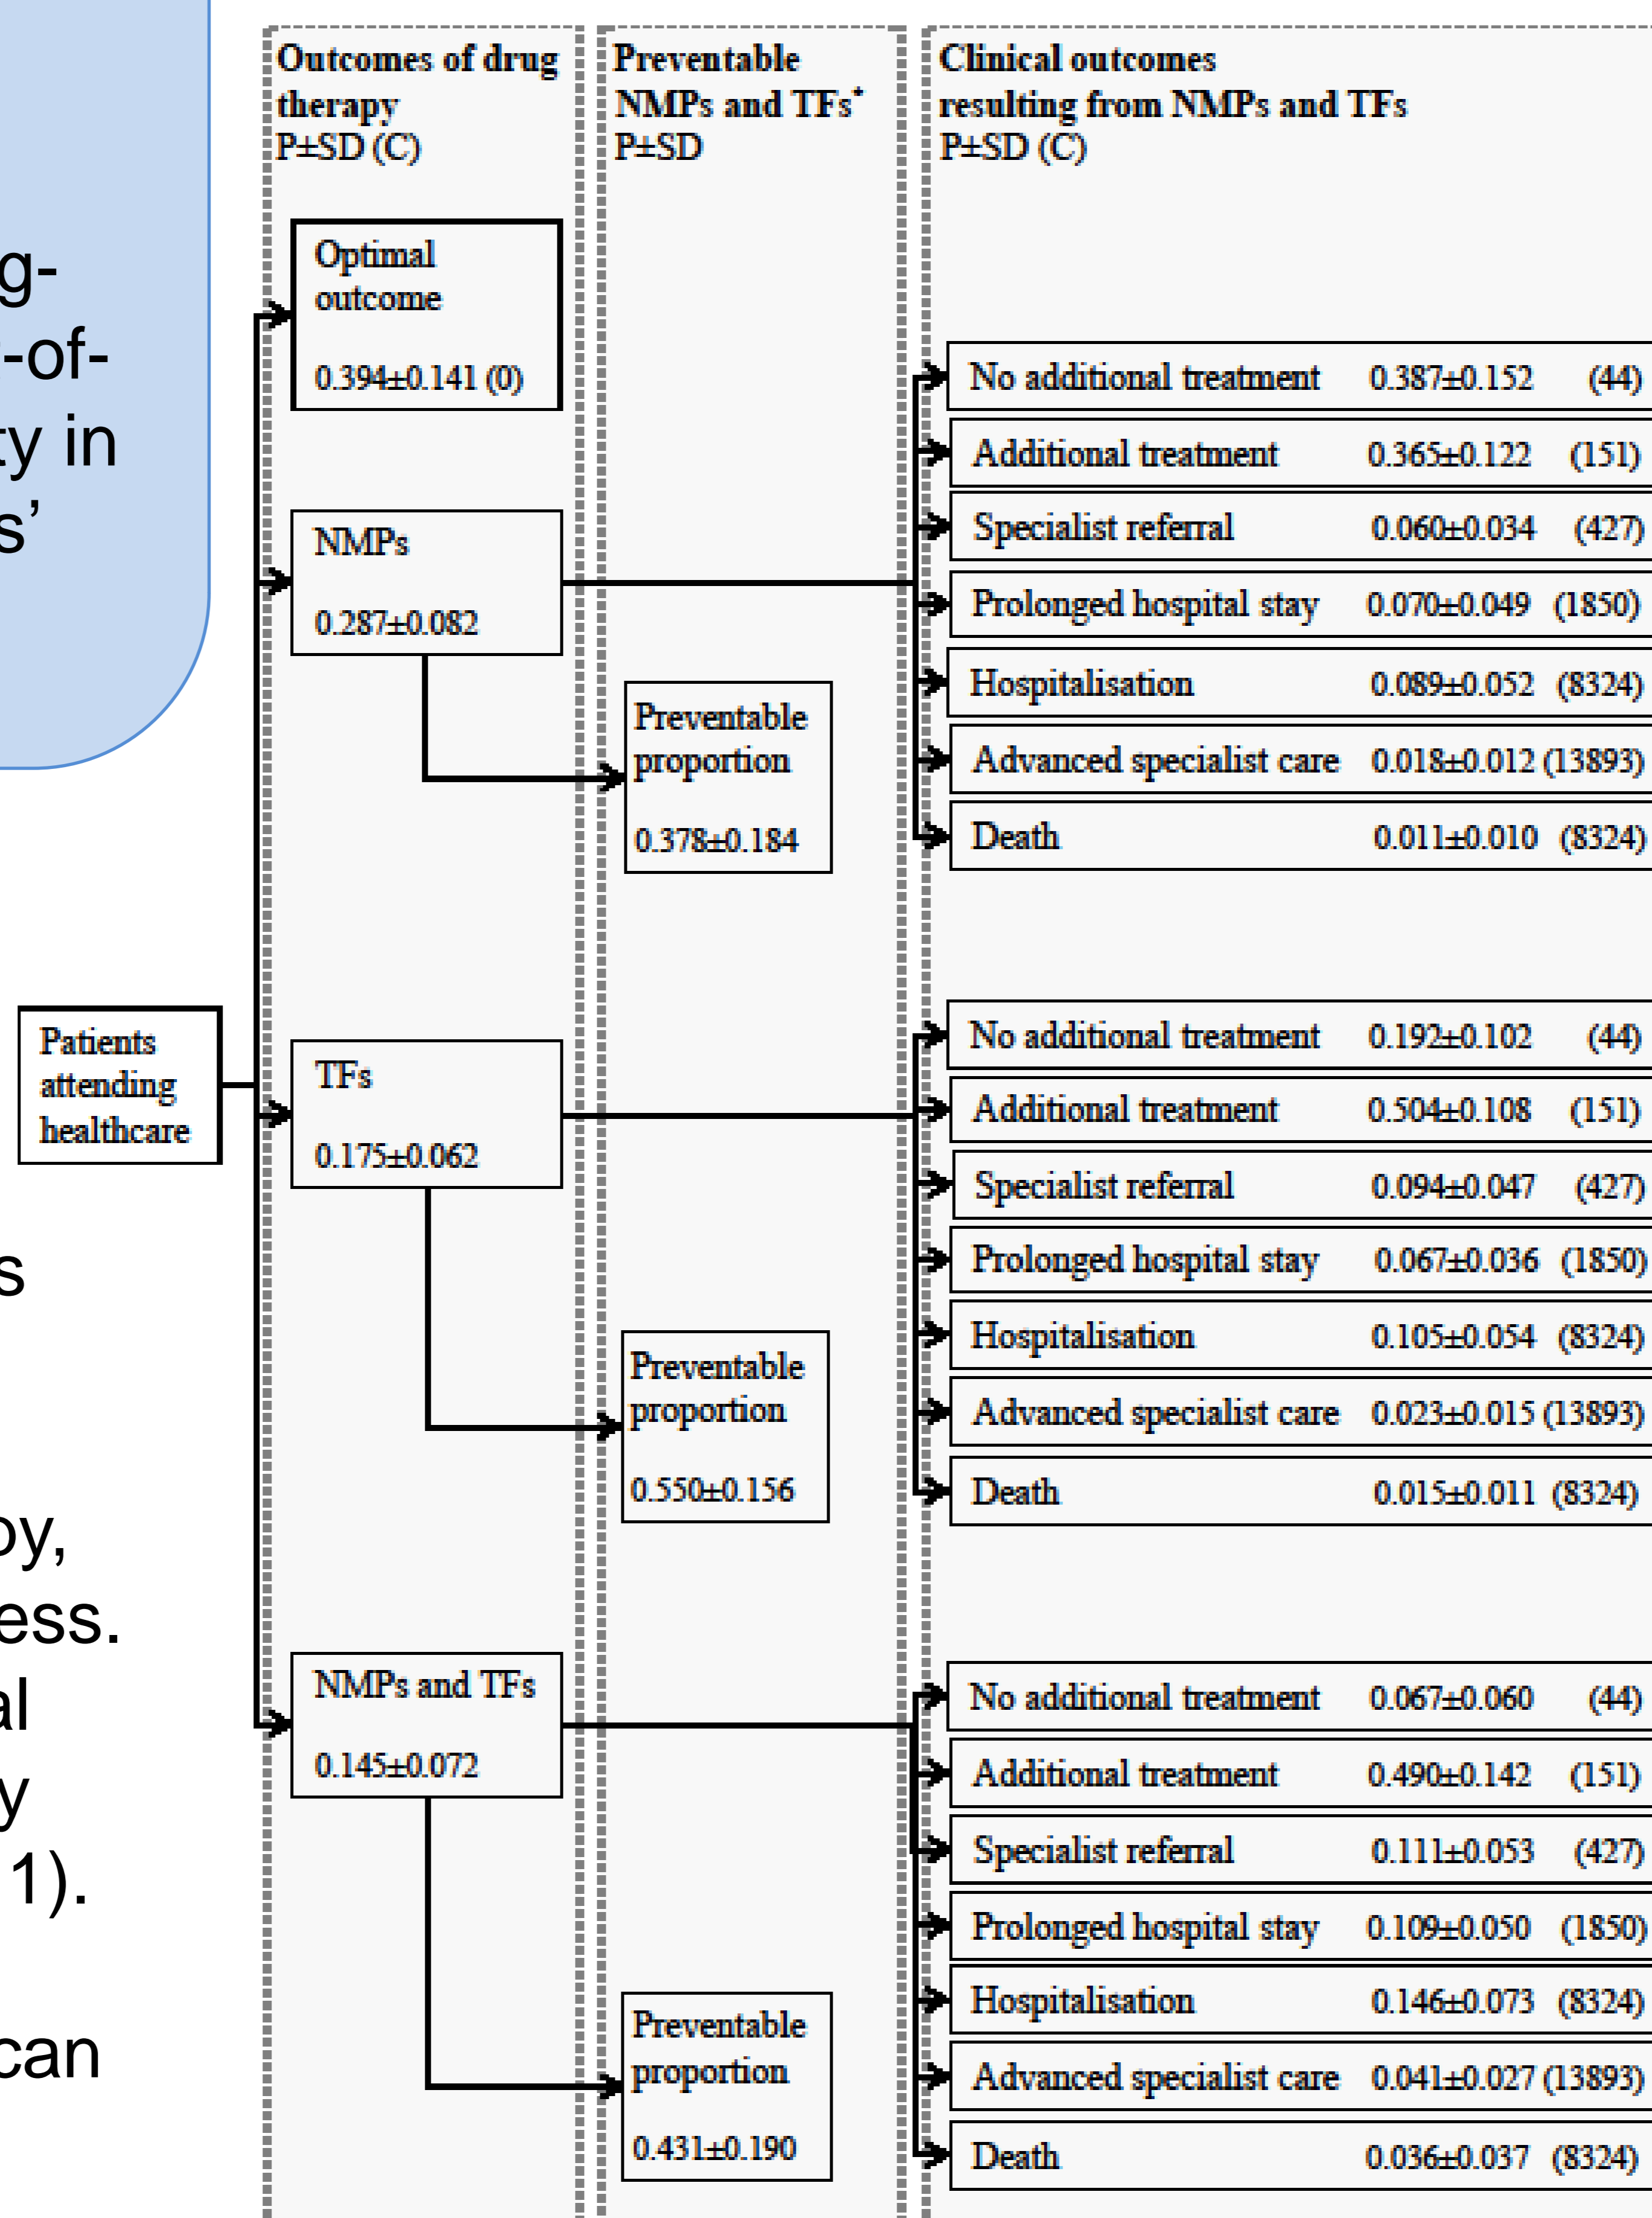 g-
-of-
ty in
s’
s
py,
ess.
al
y
1).
can
Patients
attending
healthcare
Outcomes of drug
therapy
P±SD (C)
Optimal
outcome
0.394±0.141 (0)
NMPs
0.287±0.082
TFs
0.175±0.062
NMPs and TFs
0.145±0.072
Preventable
NMPs and TFs*
P±SD
Preventable
proportion
0.378±0.184
Preventable
proportion
0.550±0.156
Preventable
proportion
0.431±0.190
Clinical outcomes
resulting from NMPs and TFs
P±SD (C)
No additional treatment 0.387±0.152 (44)
Additional treatment 0.365±0.122 (151)
Specialist referral 0.060±0.034 (427)
Prolonged hospital stay 0.070±0.049 (1850)
Hospitalisation 0.089±0.052 (8324)
Advanced specialist care 0.018±0.012 (13893)
Death 0.011±0.010 (8324)
No additional treatment 0.192±0.102 (44)
Additional treatment 0.504±0.108 (151)
Specialist referral 0.094±0.047 (427)
Prolonged hospital stay 0.067±0.036 (1850)
Hospitalisation 0.105±0.054 (8324)
Advanced specialist care 0.023±0.015 (13893)
Death 0.015±0.011 (8324)
No additional treatment 0.067±0.060 (44)
Additional treatment 0.490±0.142 (151)
Specialist referral 0.111±0.053 (427)
Prolonged hospital stay 0.109±0.050 (1850)
Hospitalisation 0.146±0.073 (8324)
Advanced specialist care 0.041±0.027 (13893)
Death 0.036±0.037 (8324)